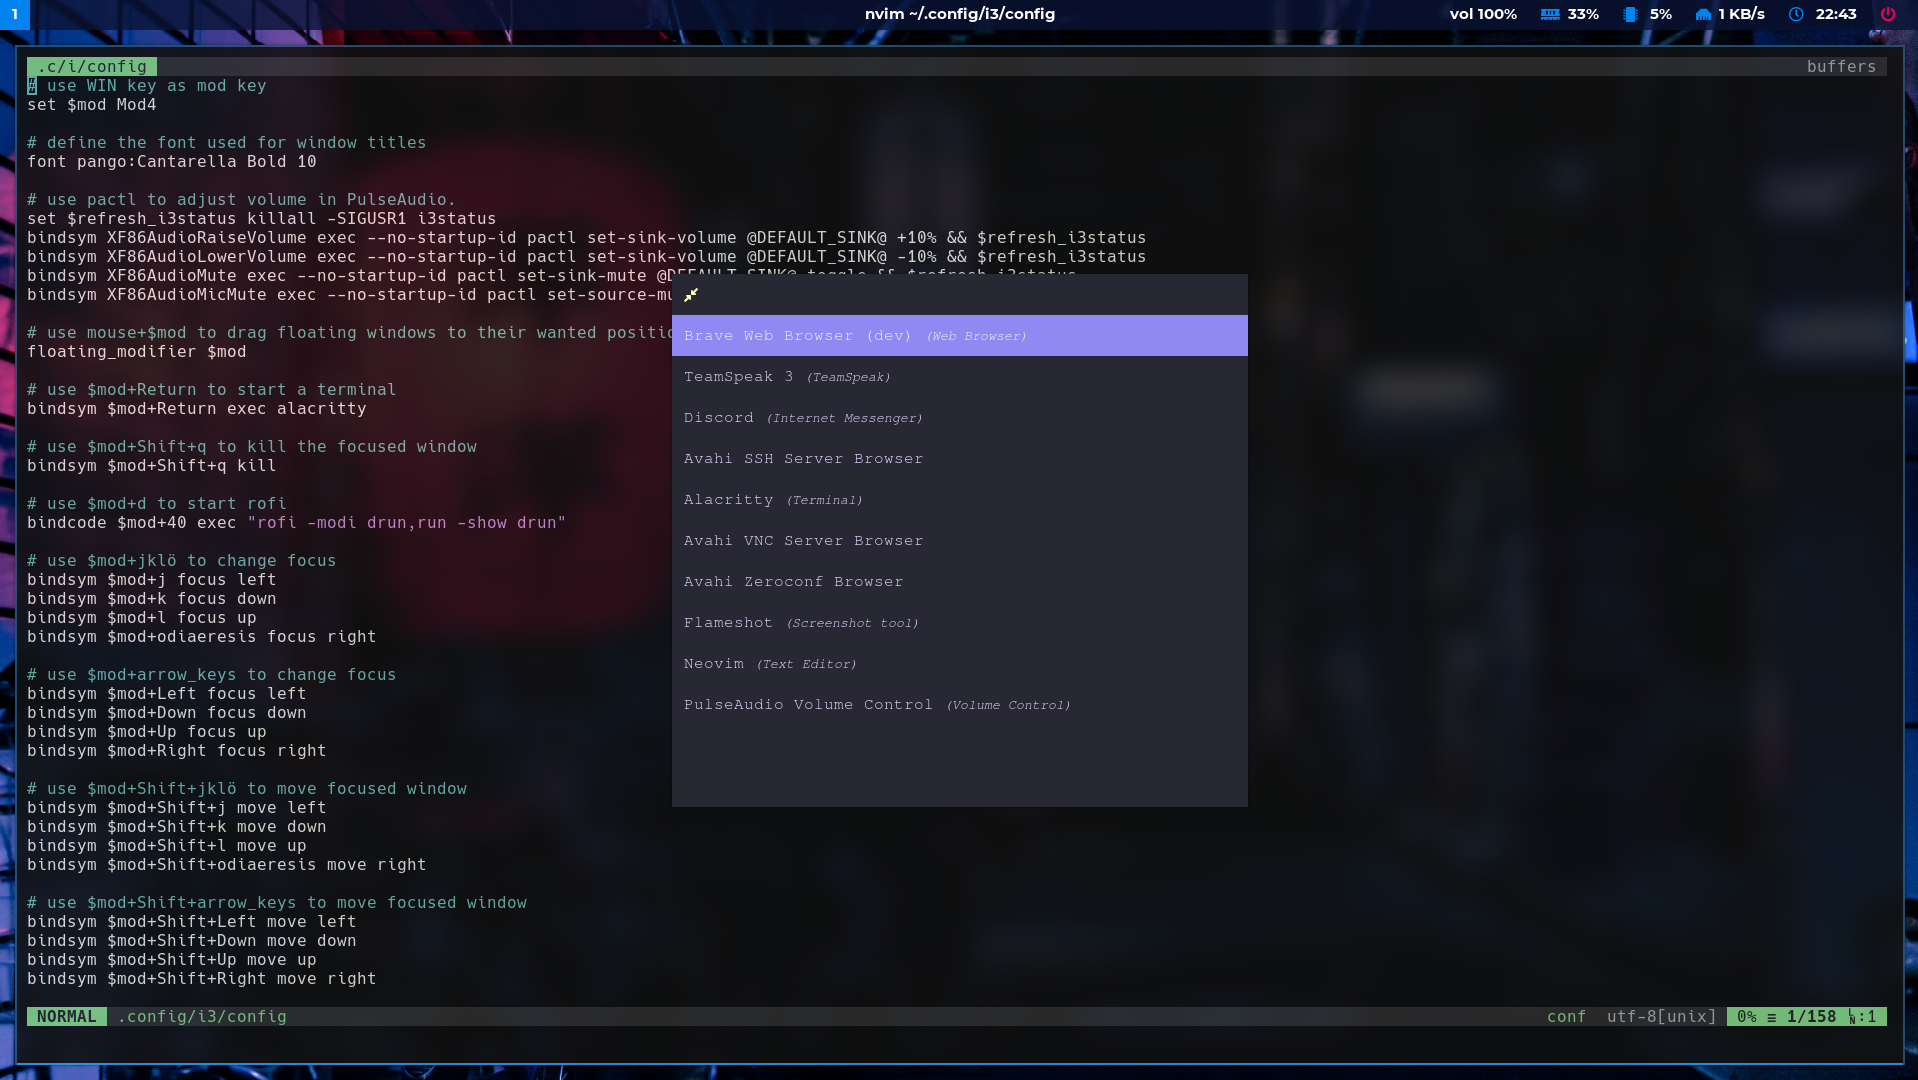 1
nvim ~/.config/i3/config
vol 100% 33% 5% 1 KB/s 22:43
.c/i/config
buffers
# use WIN key as mod key
set $mod Mod4
# define the font used for window titles
font pango:Cantarella Bold 10
# use pactl to adjust volume in PulseAudio.
set $refresh_i3status killall -SIGUSR1 i3status
bindsym XF86AudioRaiseVolume exec --no-startup-id pactl set-sink-volume @DEFAULT_SINK@ +10% && $refresh_i3status
bindsym XF86AudioLowerVolume exec --no-startup-id pactl set-sink-volume @DEFAULT_SINK@ -10% && $refresh_i3status
bindsym XF86AudioMute exec --no-startup-id pactl set-sink-mute @DEFAULT_SINK@ toggle && $refresh_i3status
bindsym XF86AudioMicMute exec --no-startup-id pactl set-source-mu
# use mouse+$mod to drag floating windows to their wanted positio
floating_modifier $mod
# use $mod+Return to start a terminal
bindsym $mod+Return exec alacritty
# use $mod+Shift+q to kill the focused window
bindsym $mod+Shift+q kill
# use $mod+d to start rofi
bindcode $mod+40 exec "rofi -modi drun,run -show drun"
# use $mod+jklö to change focus
bindsym $mod+j focus left
bindsym $mod+k focus down
bindsym $mod+l focus up
bindsym $mod+odiaeresis focus right
# use $mod+arrow_keys to change focus
bindsym $mod+Left focus left
bindsym $mod+Down focus down
bindsym $mod+Up focus up
bindsym $mod+Right focus right
# use $mod+Shift+jklö to move focused window
bindsym $mod+Shift+j move left
bindsym $mod+Shift+k move down
bindsym $mod+Shift+l move up
bindsym $mod+Shift+odiaeresis move right
# use $mod+Shift+arrow_keys to move focused window
bindsym $mod+Shift+Left move left
bindsym $mod+Shift+Down move down
bindsym $mod+Shift+Up move up
bindsym $mod+Shift+Right move right
Brave Web Browser (dev) (Web Browser)
TeamSpeak 3 (TeamSpeak)
Discord (Internet Messenger)
Avahi SSH Server Browser
Alacritty (Terminal)
Avahi VNC Server Browser
Avahi Zeroconf Browser
Flameshot (Screenshot tool)
Neovim (Text Editor)
PulseAudio Volume Control (Volume Control)
NORMAL .config/i3/config
conf utf-8[unix] 0% ≡ 1/158 ㏑:1